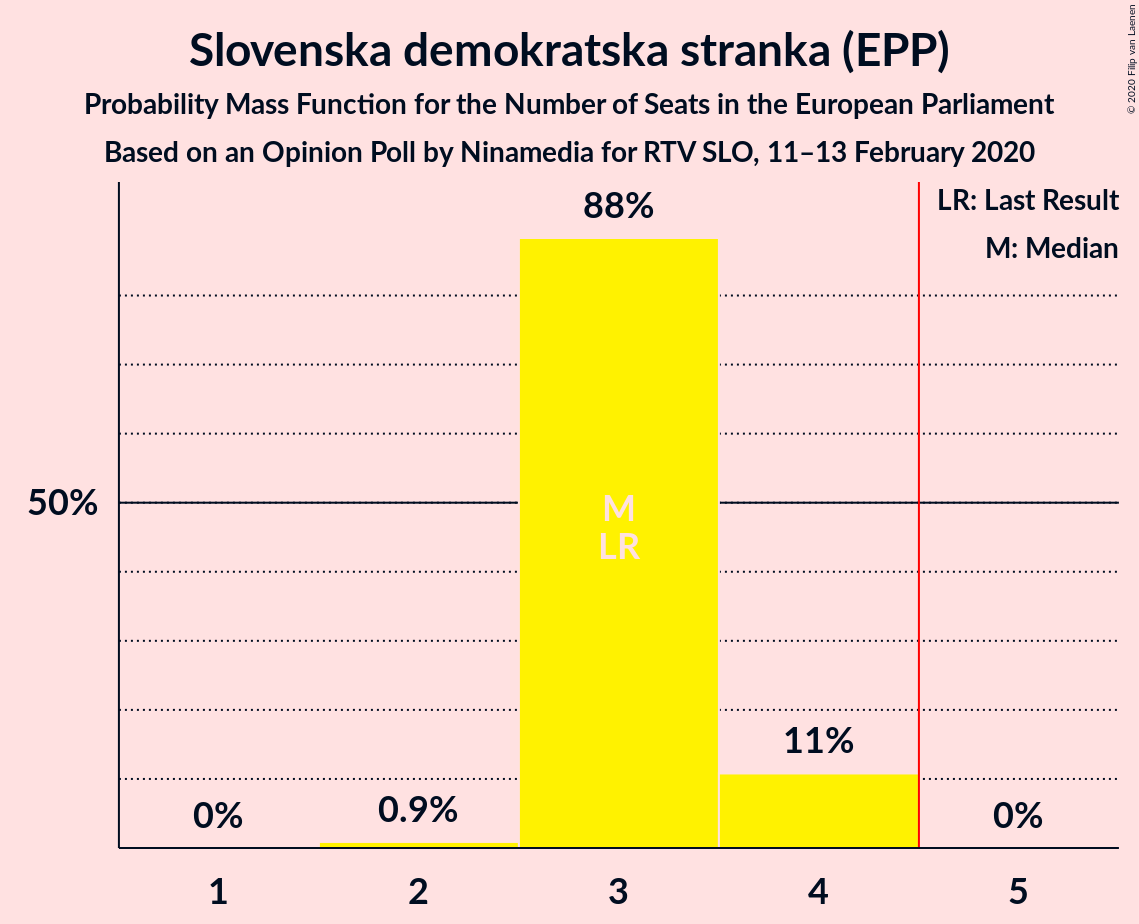 Slovenska demokratska stranka (EPP)
Probability Mass Function for the Number of Seats in the European Parliament
Based on an Opinion Poll by Ninamedia for RTV SLO, 11–13 February 2020
© 2020 Filip van Laenen
LR: Last Result
M: Median
88%
50%
M
LR
11%
0%
0.9%
0%
1
2
3
4
5